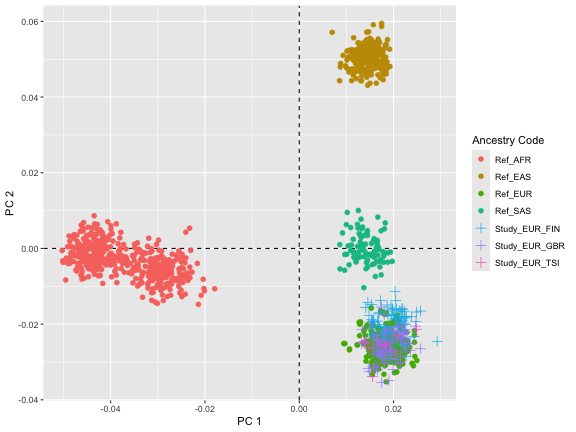 0.06
0.04
0.02
0.00
-0.02
-0.04
PC 2
-0.04
-0.02
0.00
0.02
PC 1
Ancestry Code
Ref_AFR
Ref_EAS
Ref_EUR
Ref_SAS
Study_EUR_FIN
Study_EUR_GBR
Study_EUR_TSI